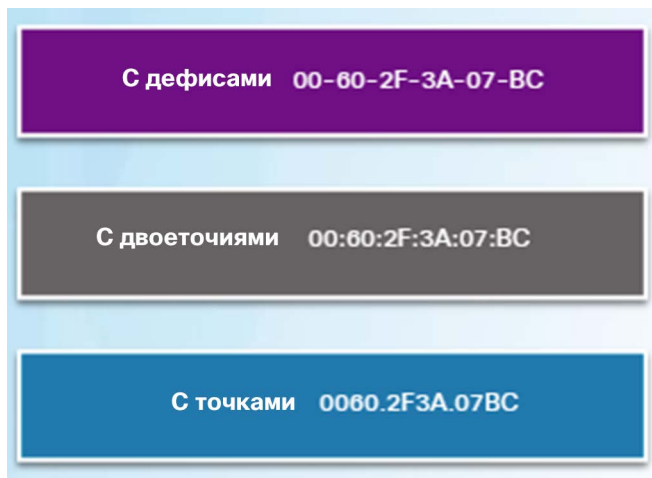 С дефисами 00-60-2F-3A-07-BC
С двоеточиями 00:60:2F:3A:07:BC
С точками 0060.2F3A.07BC